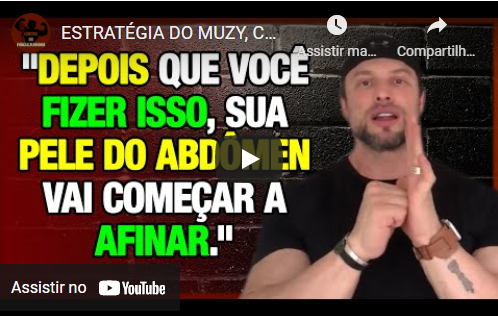 ESTRATÉGIA DO MUZY, C...
Assistir ma...
Compartilh...
"DEPOIS QUE VOCÊ
FIZER ISSO, SUA
PELE DO ABDÔMEN
VAI COMEÇAR A
AFINAR."
Assistir no YouTube